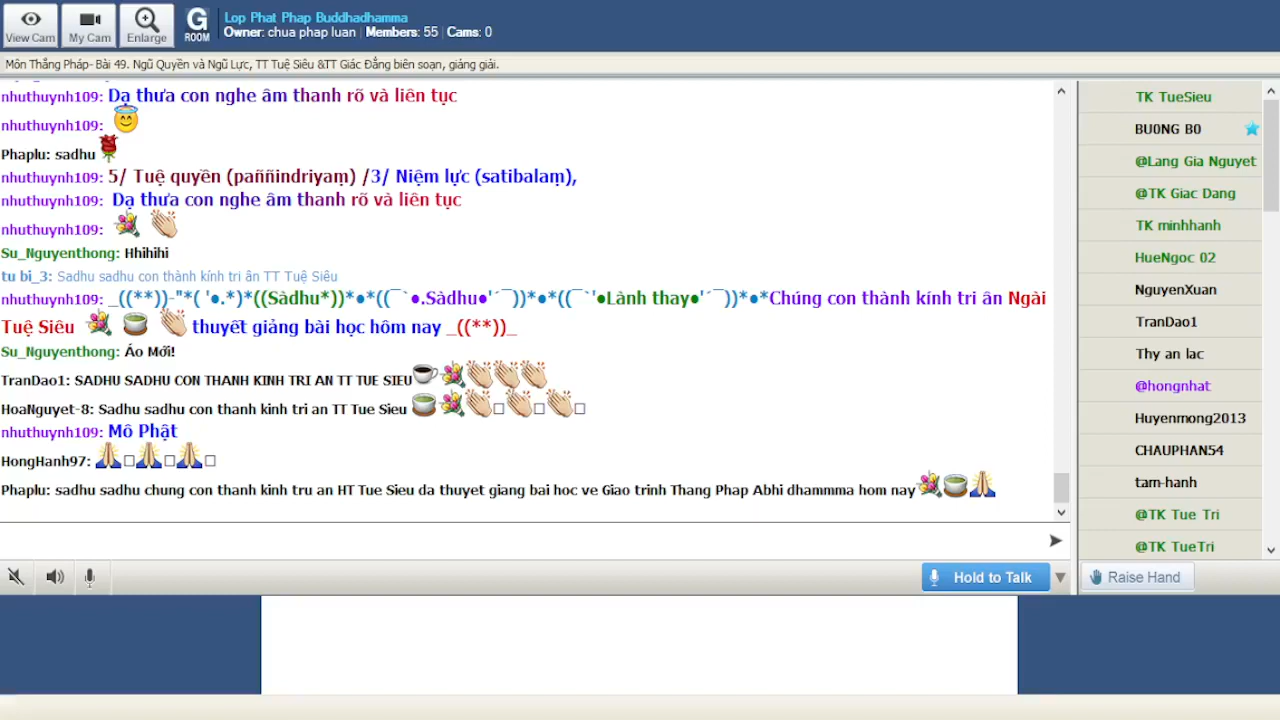 View Cam
My Cam
Enlarge
G
ROOM
Lop Phat Phap Buddhadhamma
Owner: chua phap luan | Members: 55 | Cams: 0
Môn Thắng Pháp- Bài 49. Ngũ Quyền và Ngũ Lực, TT Tuệ Siêu &TT Giác Đẳng biên soạn, giảng giải.
nhuthuynh109: Dạ thưa con nghe âm thanh rõ và liên tục
nhuthuynh109:
Phaplu: sadhu
nhuthuynh109: 5/ Tuệ quyền (paññindriyaṃ) /3/ Niệm lực (satibalaṃ),
nhuthuynh109: Dạ thưa con nghe âm thanh rõ và liên tục
nhuthuynh109:
Su_Nguyenthong: Hhihihi
tu bi_3: Sadhu sadhu con thành kính tri ân TT Tuệ Siêu
nhuthuynh109: _((**))-"*( '●.*)*((Sàdhu*))*●*((¯`●.Sàdhu●'´¯))*●*((¯`'●Lành thay●'´¯))*●*Chúng con thành kính tri ân Ngài
Tuệ Siêu thuyết giảng bài học hôm nay _((**))_
Su_Nguyenthong: Áo Mới!
TranDao1: SADHU SADHU CON THANH KINH TRI AN TT TUE SIEU
HoaNguyet-8: Sadhu sadhu con thanh kinh tri an TT Tue Sieu
nhuthuynh109: Mô Phật
HongHanh97:
Phaplu: sadhu sadhu chung con thanh kinh tru an HT Tue Sieu da thuyet giang bai hoc ve Giao trinh Thang Phap Abhi dhammma hom nay
Hold to Talk
TK TueSieu
BU0NG B0
@Lang Gia Nguyet
@TK Giac Dang
TK minhhanh
HueNgoc 02
NguyenXuan
TranDao1
Thy an lac
@hongnhat
Huyenmong2013
CHAUPHAN54
tam-hanh
@TK Tue Tri
@TK TueTri
Raise Hand